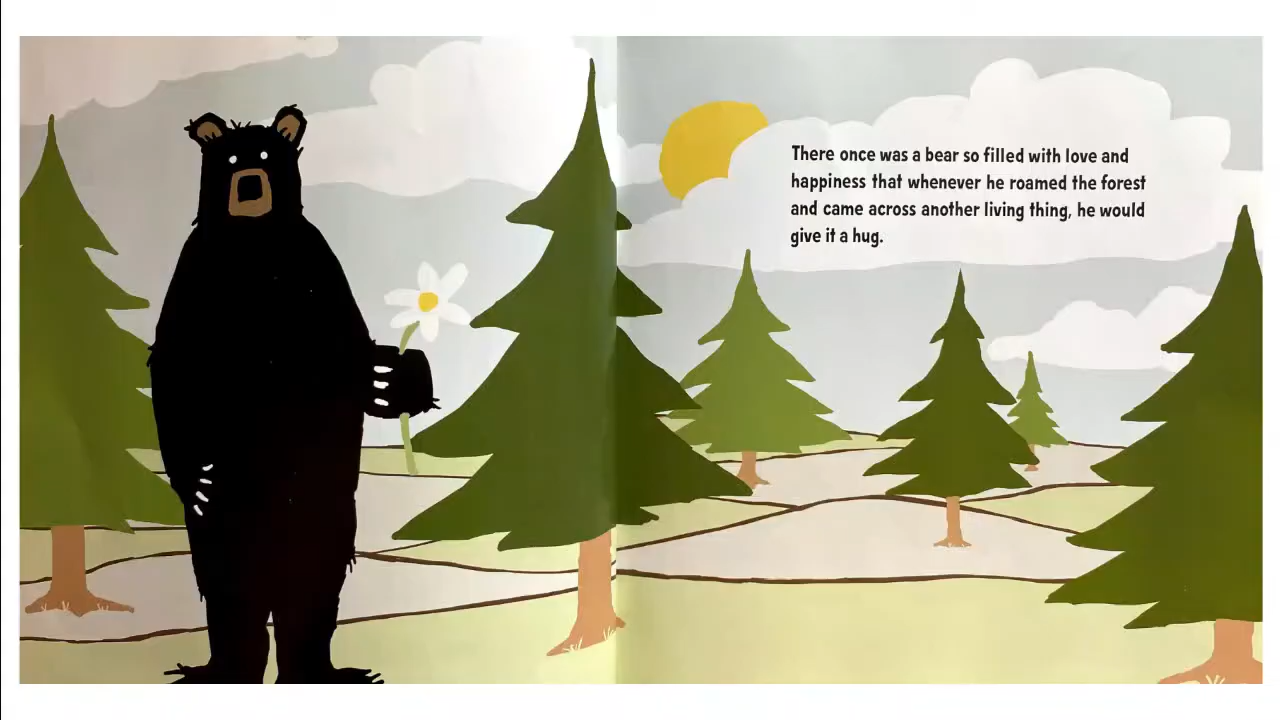 There once was a bear so filled with love and
happiness that whenever he roamed the forest
and came across another living thing, he would
give it a hug.